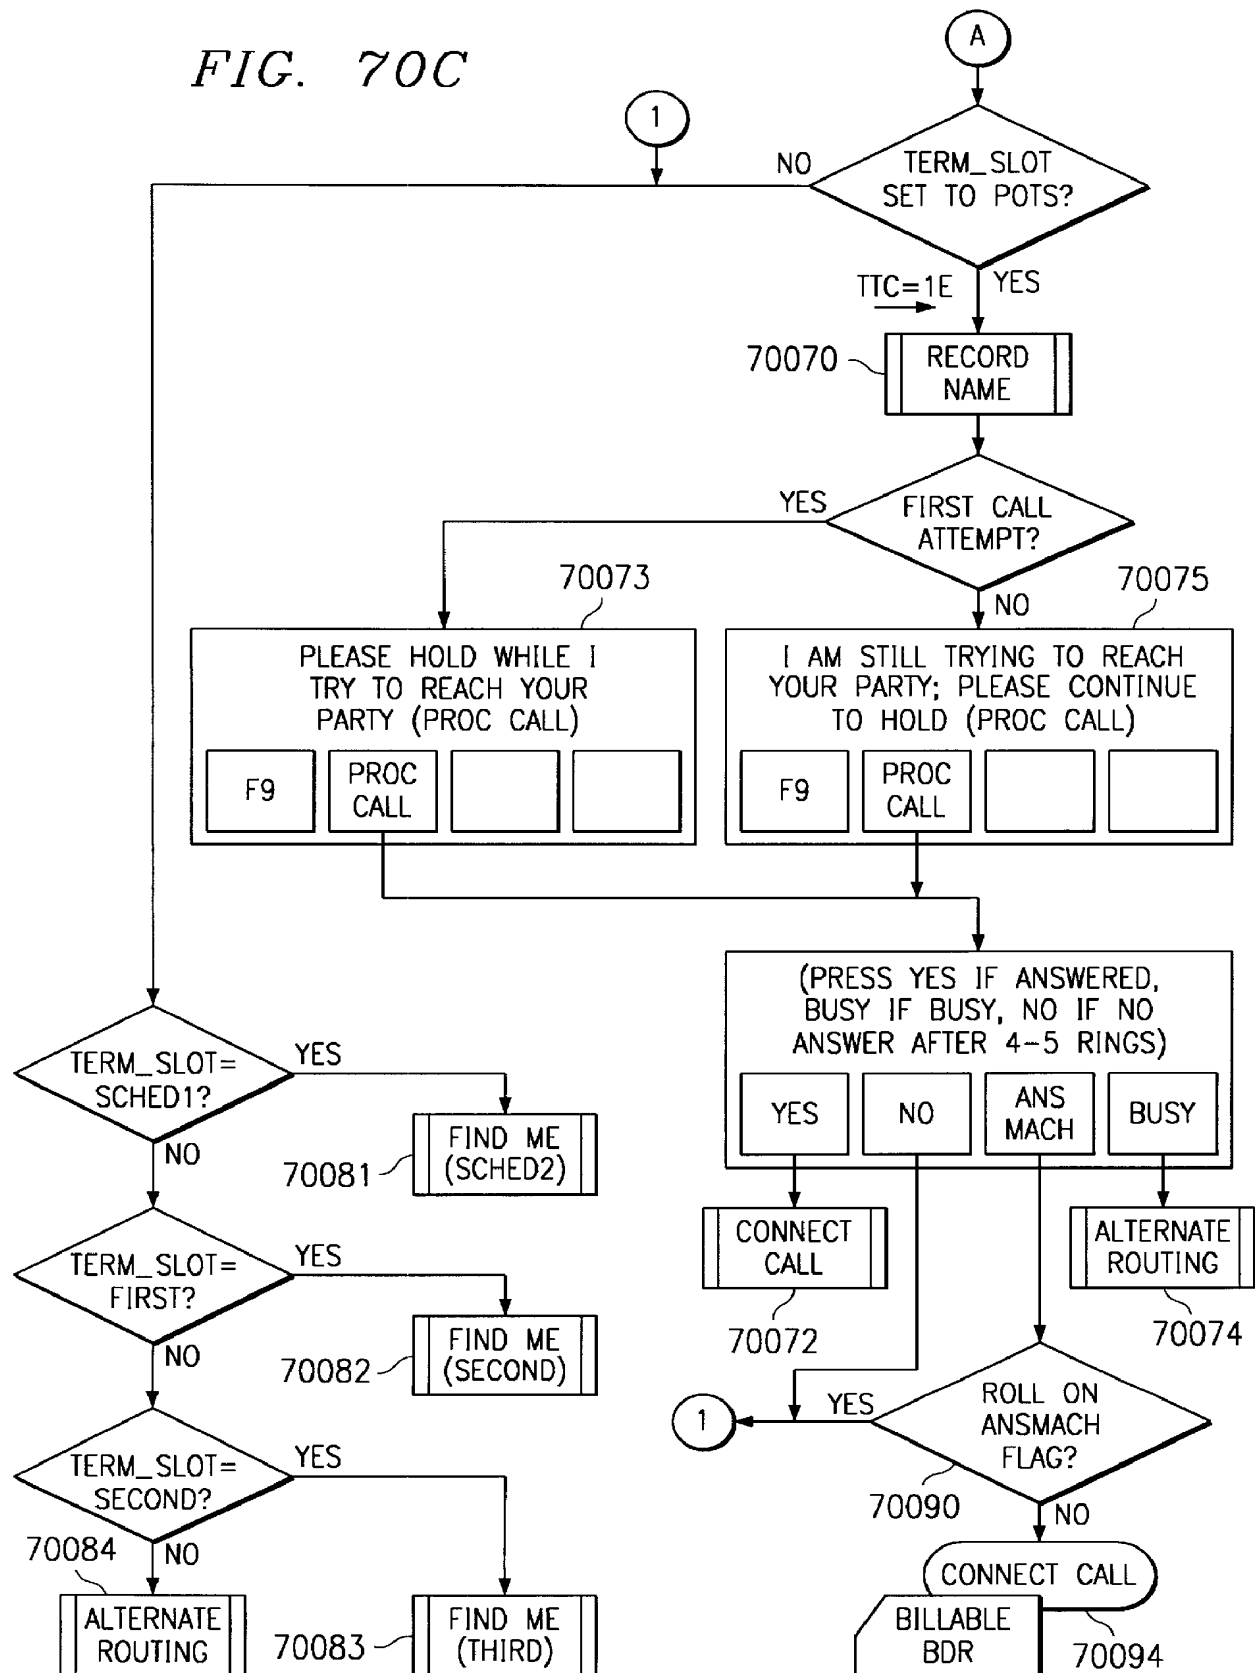 FIG. 70C
A
1
NO
TERM_SLOT
SET TO POTS?
TTC=1E
YES
70070
RECORD
NAME
YES
FIRST CALL
ATTEMPT?
NO
70073
70075
PLEASE HOLD WHILE I
TRY TO REACH YOUR
PARTY (PROC CALL)
F9
PROC
CALL
I AM STILL TRYING TO REACH
YOUR PARTY; PLEASE CONTINUE
TO HOLD (PROC CALL)
F9
PROC
CALL
(PRESS YES IF ANSWERED,
BUSY IF BUSY, NO IF NO
ANSWER AFTER 4-5 RINGS)
YES
NO
ANS
MACH
BUSY
TERM_SLOT=
SCHED1?
YES
NO
70081
FIND ME
(SCHED2)
CONNECT
CALL
70072
ALTERNATE
ROUTING
70074
TERM_SLOT=
FIRST?
YES
NO
70082
FIND ME
(SECOND)
1
YES
ROLL ON
ANSMACH
FLAG?
70090
NO
TERM_SLOT=
SECOND?
YES
NO
70084
ALTERNATE
ROUTING
70083
FIND ME
(THIRD)
CONNECT CALL
BILLABLE
BDR
70094